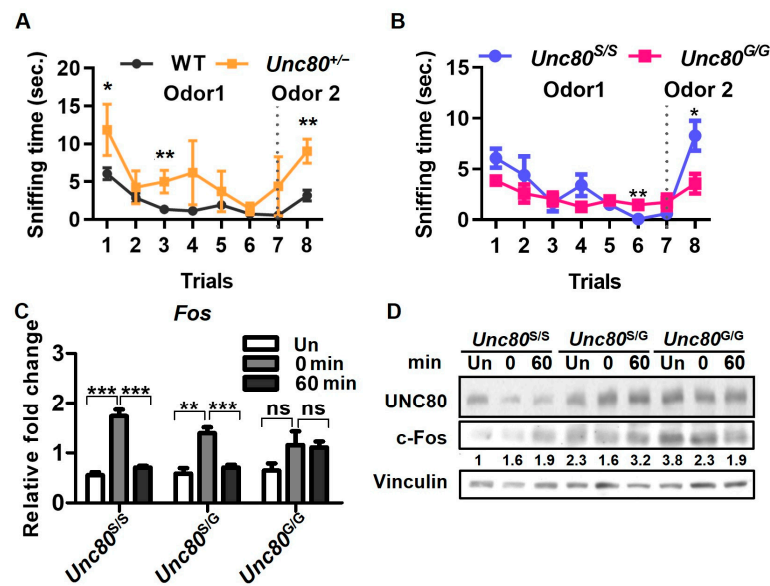 A
WT Unc80+/−
Sniffing time (sec.)
20
15
10
5
0
Odor1 Odor 2
* ** **
1 2 3 4 5 6 7 8
Trials
B
Unc80S/S Unc80G/G
Sniffing time (sec.)
20
15
10
5
0
Odor1 Odor 2
** *
1 2 3 4 5 6 7 8
Trials
C
Fos
Relative fold change
3
2
1
0
Un
0 min
60 min
*** *** ** *** ns ns
Unc80S/S Unc80S/G Unc80G/G
D
Unc80S/S Unc80S/G Unc80G/G
min Un 0 60 Un 0 60 Un 0 60
UNC80
c-Fos
1 1.6 1.9 2.3 1.6 3.2 3.8 2.3 1.9
Vinculin